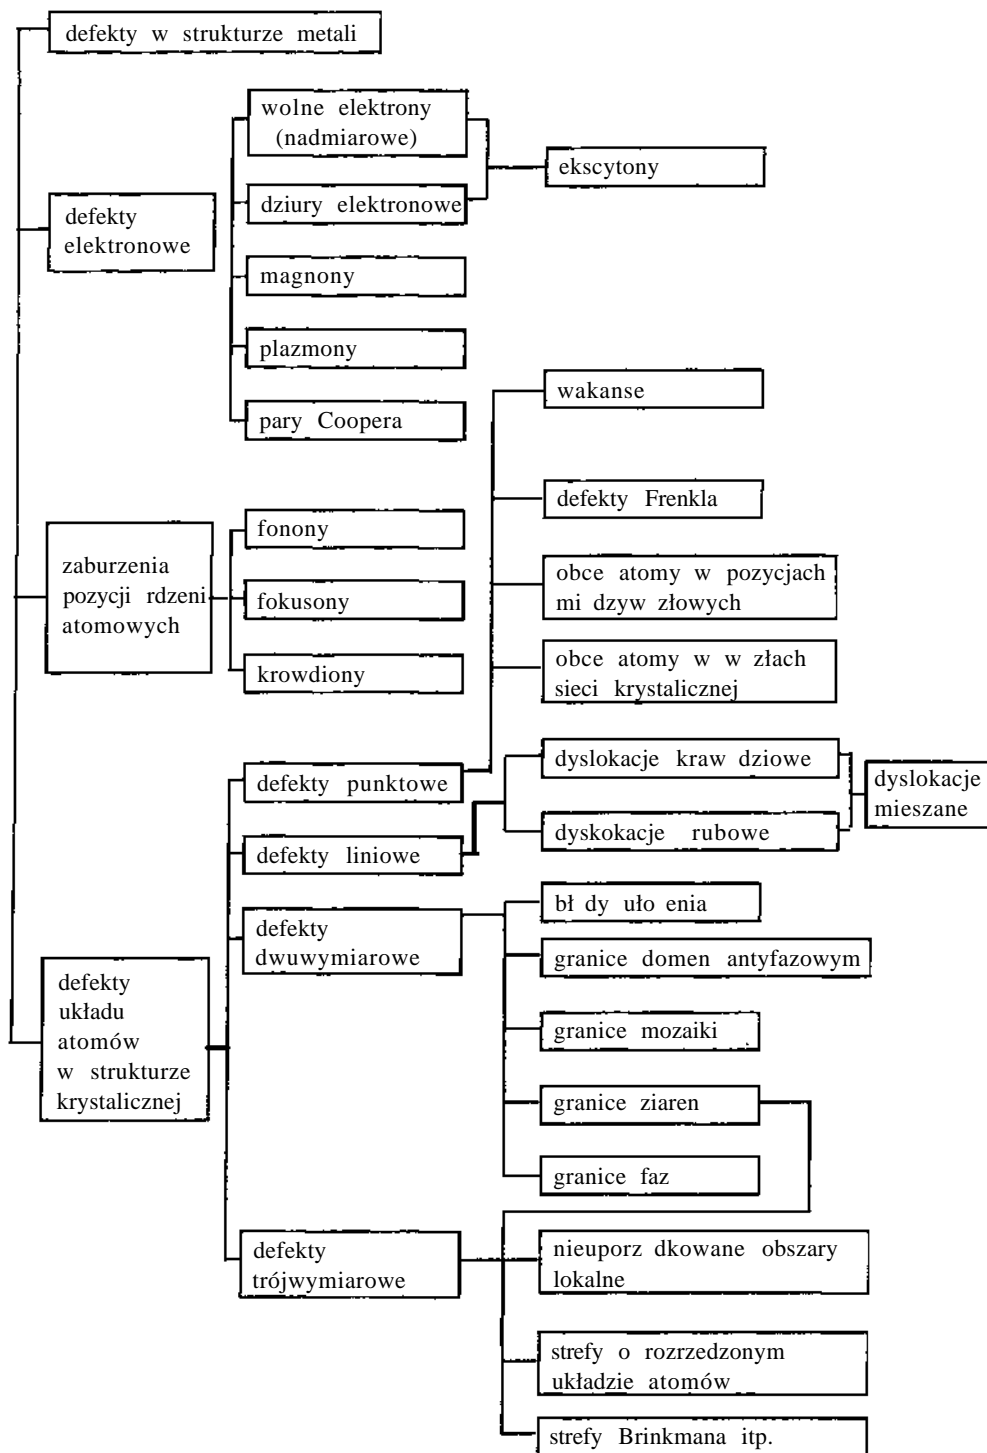 defekty w strukturze metali
wolne elektrony
(nadmiarowe)
ekscytony
dziury elektronowe
defekty
elektronowe
magnony
plazmony
wakanse
pary Coopera
defekty Frenkla
fonony
zaburzenia
pozycji rdzeni
atomowych
obce atomy w pozycjach
mi dzyw złowych
fokusony
obce atomy w w złach
sieci krystalicznej
krowdiony
dyslokacje kraw dziowe
defekty punktowe
dyslokacje
mieszane
dyskokacje rubowe
defekty liniowe
bł dy uło enia
defekty
dwuwymiarowe
granice domen antyfazowym
defekty
układu
atomów
w strukturze
krystalicznej
granice mozaiki
granice ziaren
granice faz
defekty
trójwymiarowe
nieuporz dkowane obszary
lokalne
strefy o rozrzedzonym
układzie atomów
strefy Brinkmana itp.